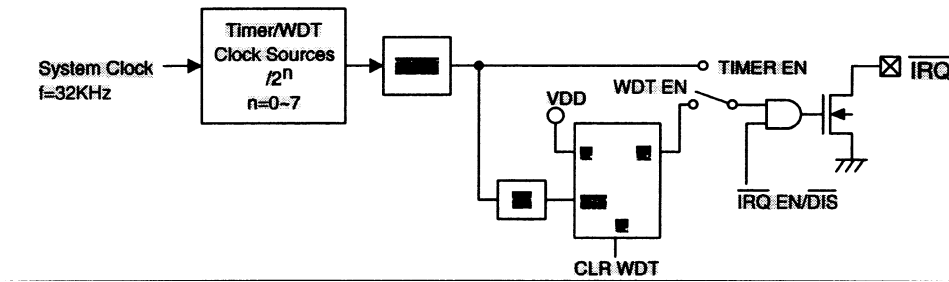 Timer/WDT
Clock Sources
/2ⁿ
n=0~7
System Clock
f=32KHz
TIMER EN
IRQ
WDT EN
VDD
IRQ EN/DIS
CLR WDT